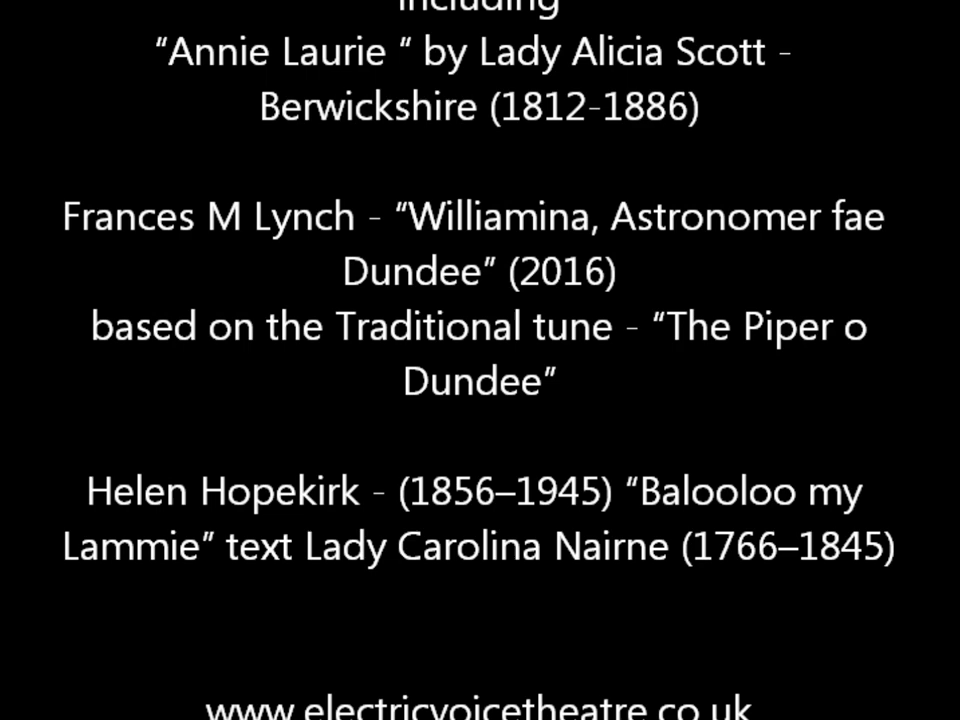 including
“Annie Laurie “ by Lady Alicia Scott -
Berwickshire (1812-1886)
Frances M Lynch - “Williamina, Astronomer fae
Dundee” (2016)
based on the Traditional tune - “The Piper o
Dundee”
Helen Hopekirk - (1856–1945) “Balooloo my
Lammie” text Lady Carolina Nairne (1766–1845)
www.electricvoicetheatre.co.uk